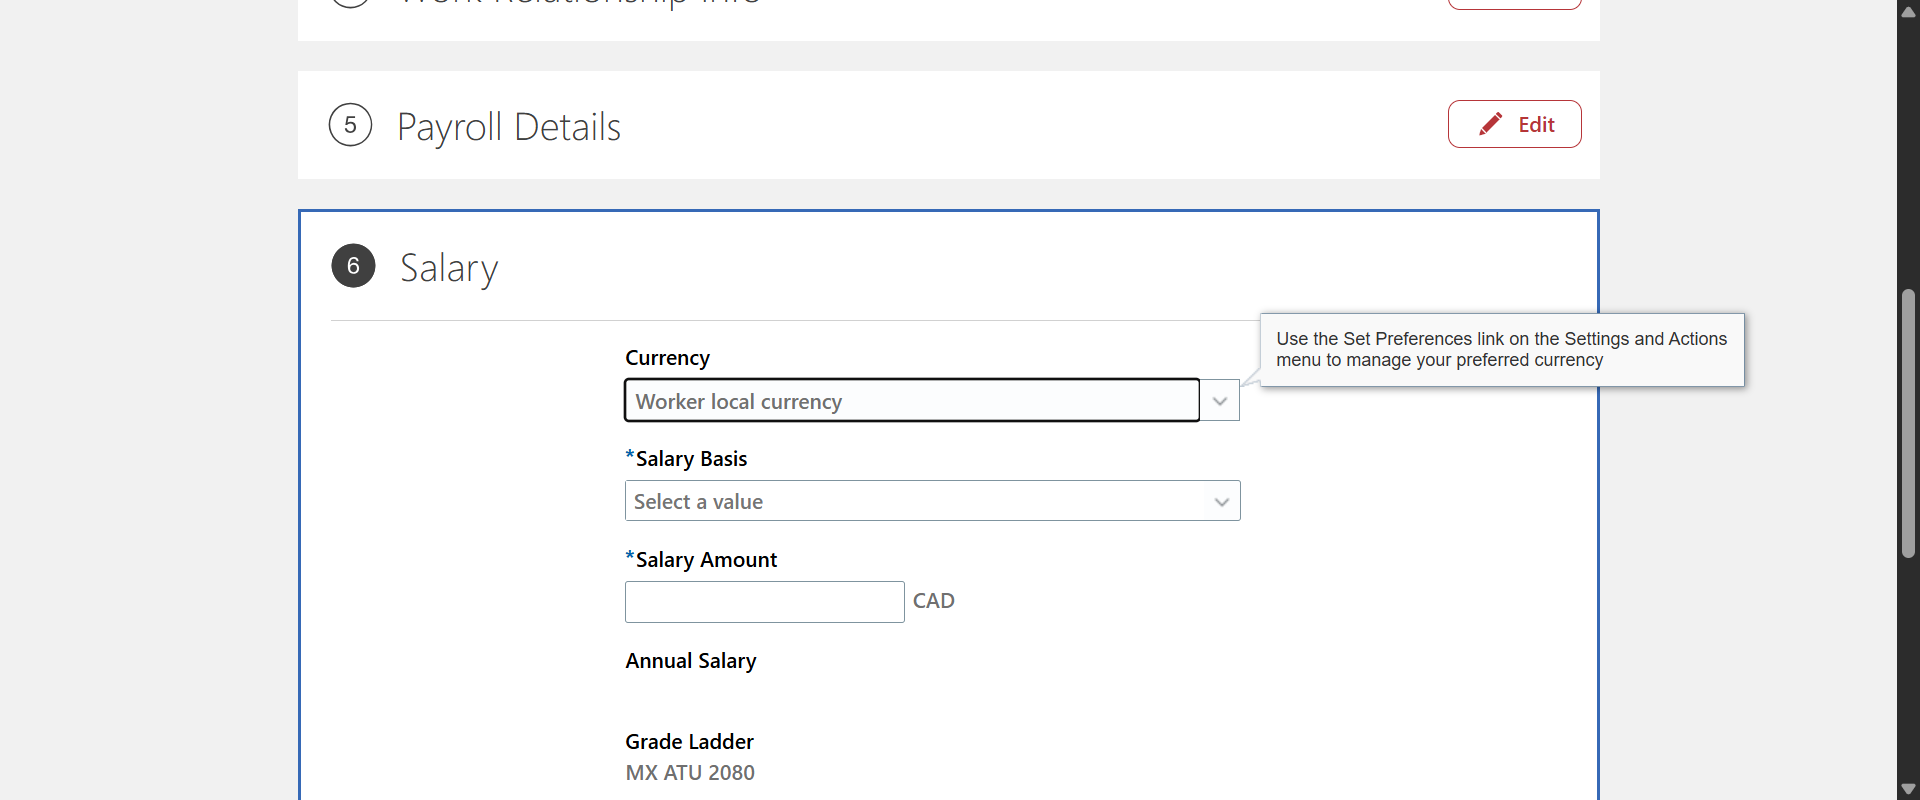 Work Relationship Info
5 Payroll Details
Edit
6 Salary
Use the Set Preferences link on the Settings and Actions
menu to manage your preferred currency
Currency
Worker local currency
*Salary Basis
Select a value
*Salary Amount
CAD
Annual Salary
Grade Ladder
MX ATU 2080